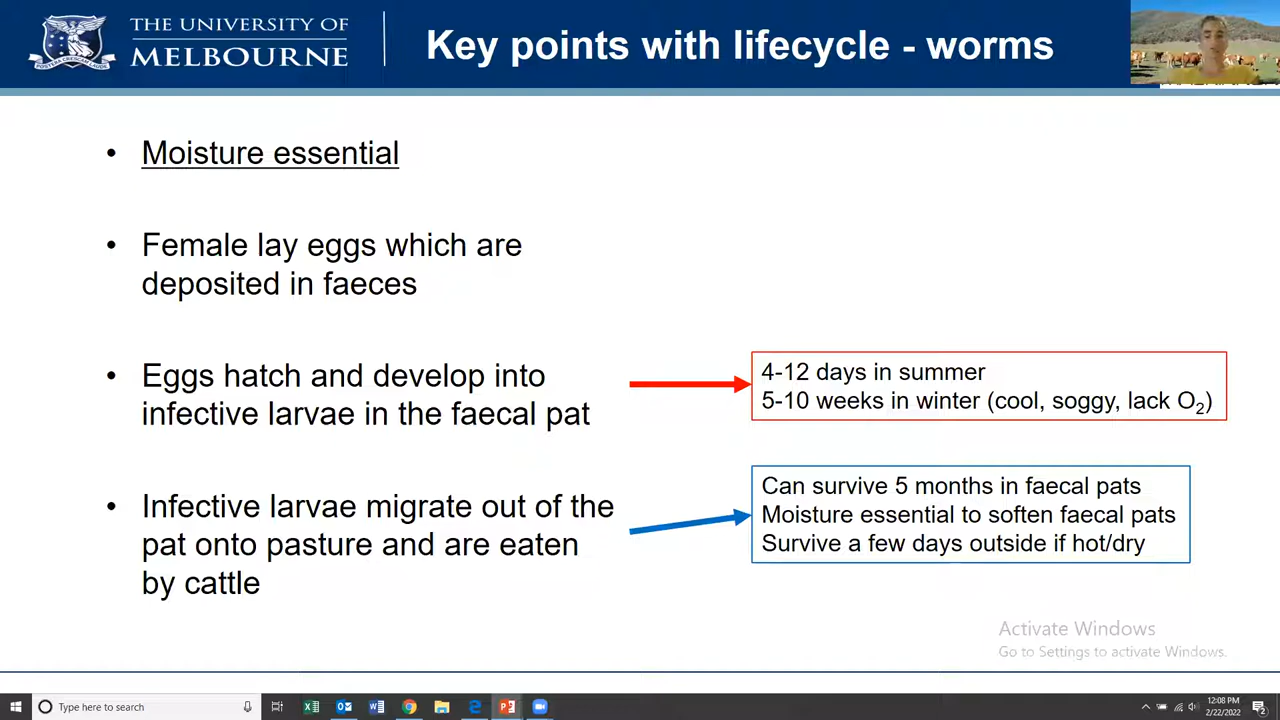 THE UNIVERSITY OF
MELBOURNE
Key points with lifecycle - worms
• Moisture essential
• Female lay eggs which are
deposited in faeces
• Eggs hatch and develop into
infective larvae in the faecal pat
4-12 days in summer
5-10 weeks in winter (cool, soggy, lack O2)
• Infective larvae migrate out of the
pat onto pasture and are eaten
by cattle
Can survive 5 months in faecal pats
Moisture essential to soften faecal pats
Survive a few days outside if hot/dry
Activate Windows
Go to Settings to activate Windows.
Type here to search
12:08 PM
2/22/2022